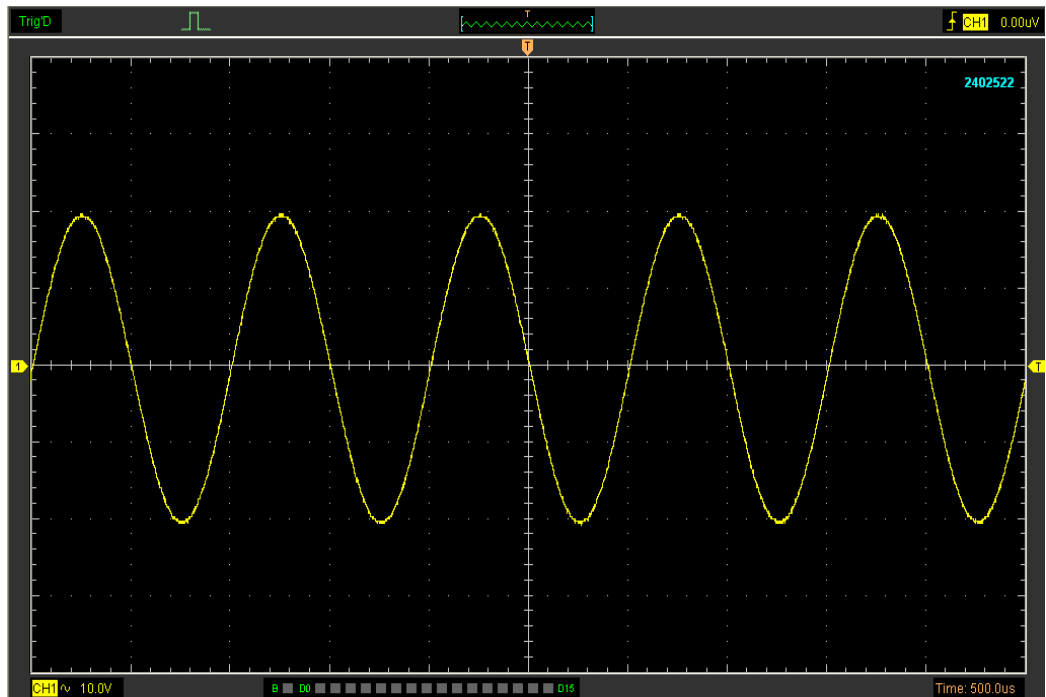 Trig'D T CH1 0.00uV
T
2402522
1 T
CH1 10.0V B D0 D15 Time: 500.0us